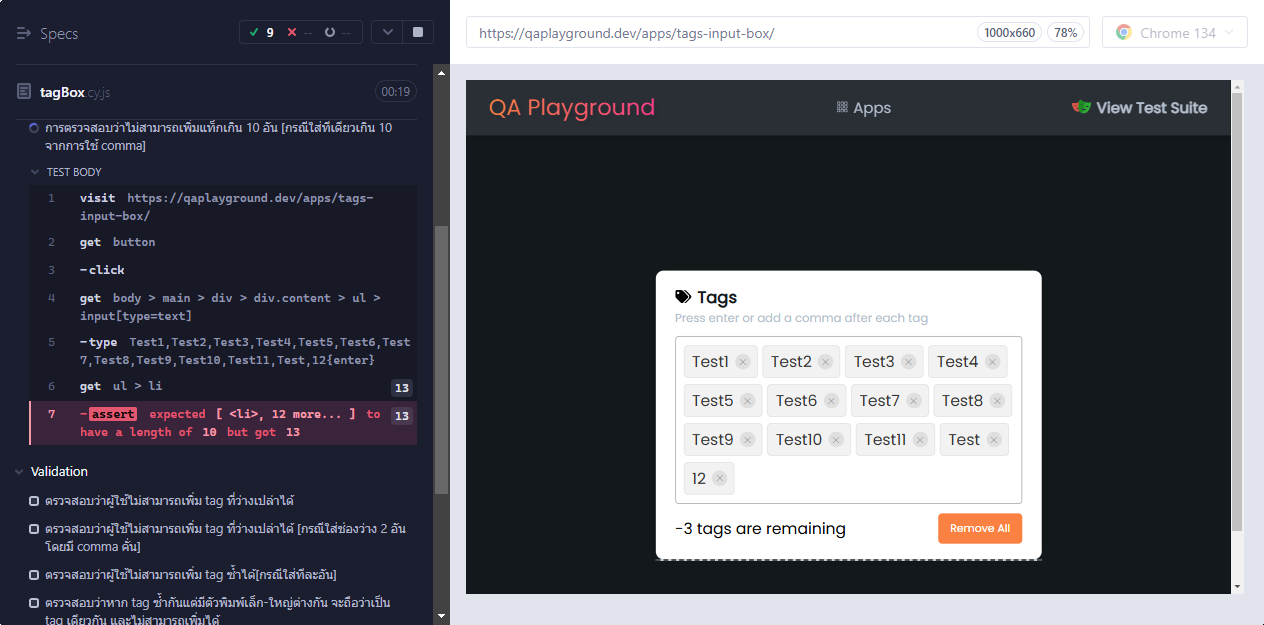 Specs
9
--
--
https://qaplayground.dev/apps/tags-input-box/
1000x660
78%
Chrome 134
tagBox.cy.js
00:19
การตรวจสอบว่าไม่สามารถเพิ่มแท็กเกิน 10 อัน [กรณีใส่ทีเดียวเกิน 10
จากการใช้ comma]
TEST BODY
1 visit https://qaplayground.dev/apps/tags-
input-box/
2 get button
3 -click
4 get body > main > div > div.content > ul >
input[type=text]
5 -type Test1,Test2,Test3,Test4,Test5,Test6,Test
7,Test8,Test9,Test10,Test11,Test,12{enter}
6 get ul > li 13
7 -assert expected [ <li>, 12 more... ] to 13
have a length of 10 but got 13
Validation
ตรวจสอบว่าผู้ใช้ไม่สามารถเพิ่ม tag ที่ว่างเปล่าได้
ตรวจสอบว่าผู้ใช้ไม่สามารถเพิ่ม tag ที่ว่างเปล่าได้ [กรณีใส่ช่องว่าง 2 อัน
โดยมี comma คั่น]
ตรวจสอบว่าผู้ใช้ไม่สามารถเพิ่ม tag ซ้ำได้[กรณีใส่ทีละอัน]
ตรวจสอบว่าหาก tag ซ้ำกันแต่มีตัวพิมพ์เล็ก-ใหญ่ต่างกัน จะถือว่าเป็น
tag เดียวกัน และไม่สามารถเพิ่มได้
QA Playground
Apps
View Test Suite
Tags
Press enter or add a comma after each tag
Test1 Test2 Test3 Test4
Test5 Test6 Test7 Test8
Test9 Test10 Test11 Test
12
-3 tags are remaining
Remove All